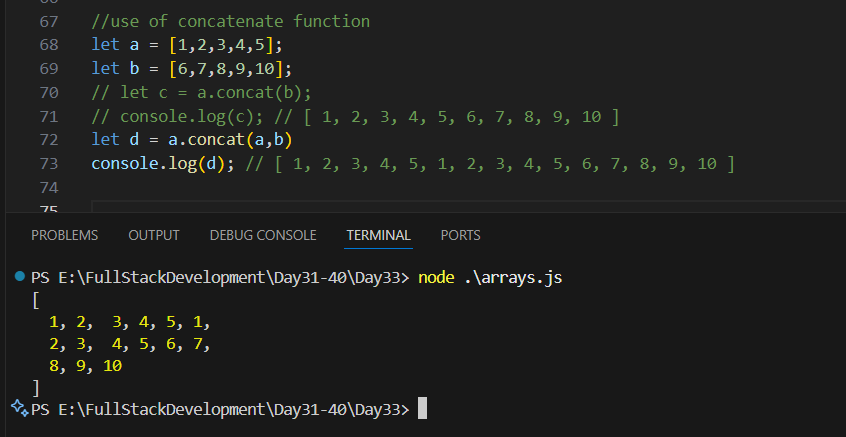 67 //use of concatenate function
68 let a = [1,2,3,4,5];
69 let b = [6,7,8,9,10];
70 // let c = a.concat(b);
71 // console.log(c); // [ 1, 2, 3, 4, 5, 6, 7, 8, 9, 10 ]
72 let d = a.concat(a,b)
73 console.log(d); // [ 1, 2, 3, 4, 5, 1, 2, 3, 4, 5, 6, 7, 8, 9, 10 ]
74
75
PROBLEMS OUTPUT DEBUG CONSOLE TERMINAL PORTS
PS E:\FullStackDevelopment\Day31-40\Day33> node .\arrays.js
[
  1, 2,  3, 4, 5, 1,
  2, 3,  4, 5, 6, 7,
  8, 9, 10
]
PS E:\FullStackDevelopment\Day31-40\Day33>